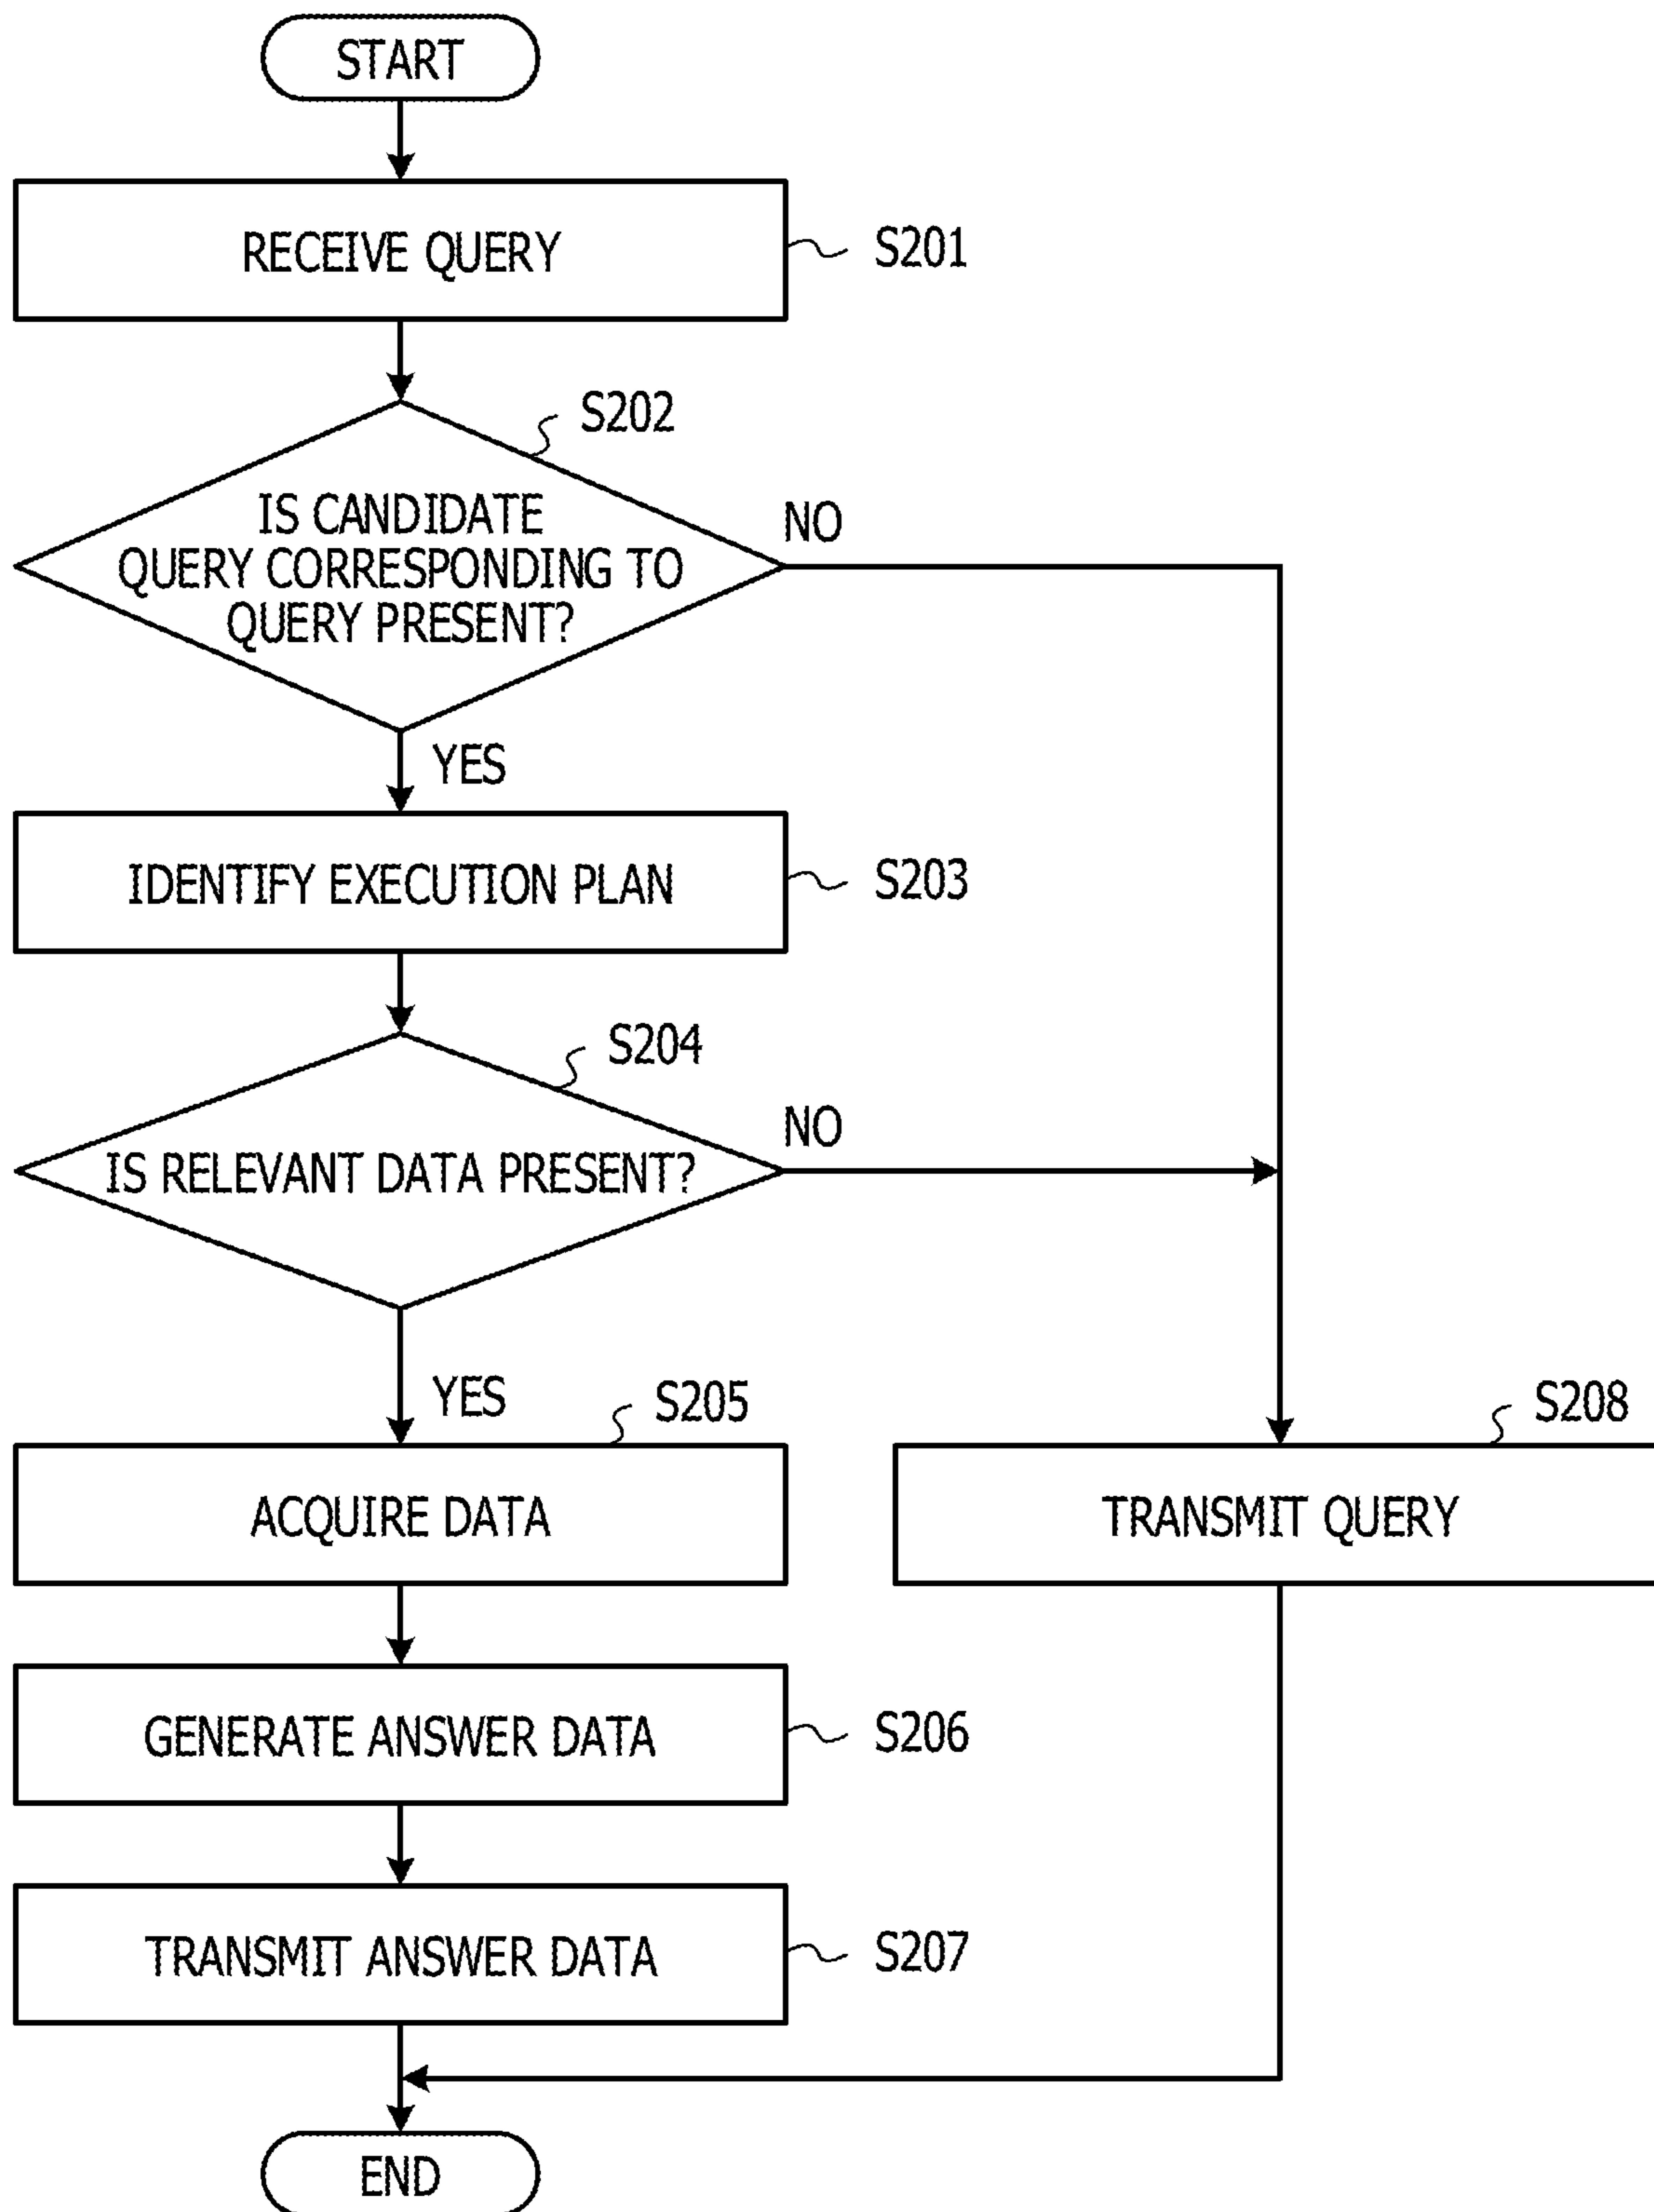 START
RECEIVE QUERY
S201
S202
IS CANDIDATE
QUERY CORRESPONDING TO
QUERY PRESENT?
NO
YES
IDENTIFY EXECUTION PLAN
S203
S204
IS RELEVANT DATA PRESENT?
NO
YES
S205
ACQUIRE DATA
S208
TRANSMIT QUERY
GENERATE ANSWER DATA
S206
TRANSMIT ANSWER DATA
S207
END